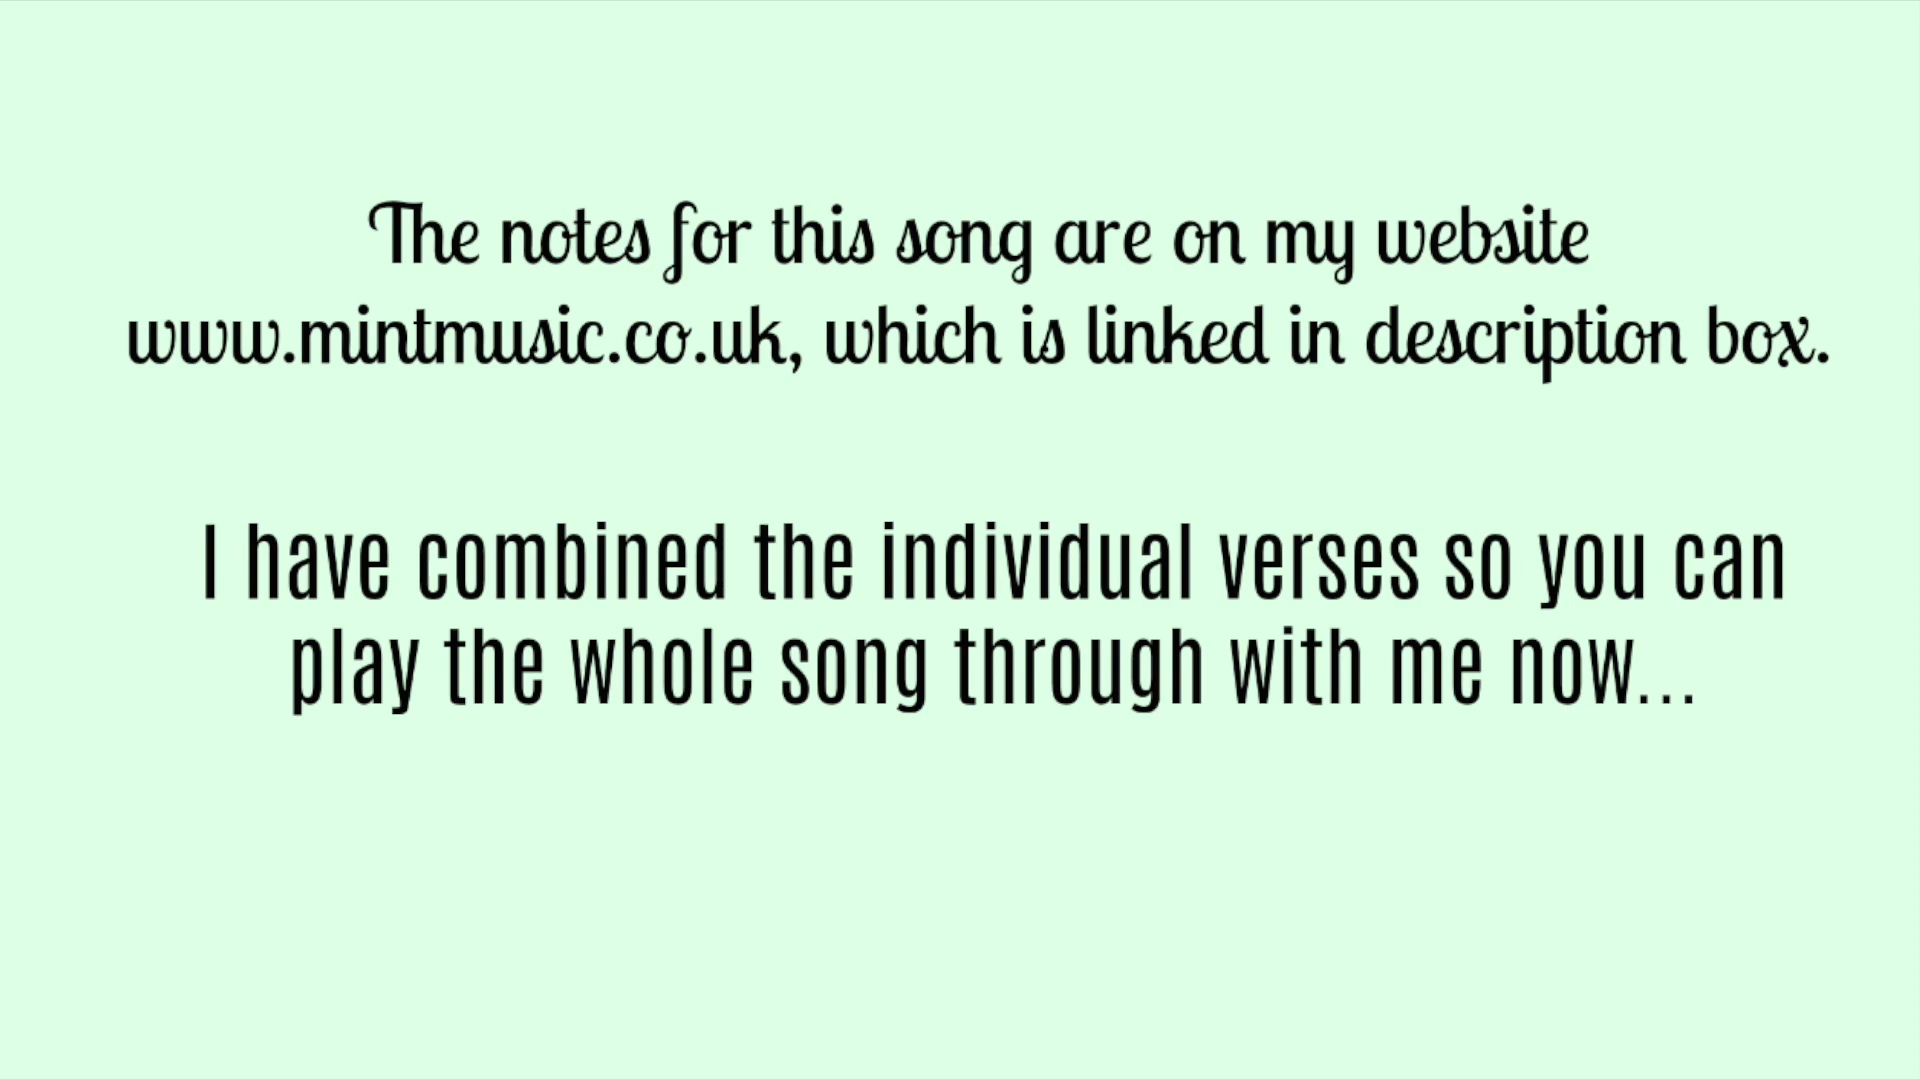 The notes for this song are on my website
www.mintmusic.co.uk, which is linked in description box.
I have combined the individual verses so you can
play the whole song through with me now...